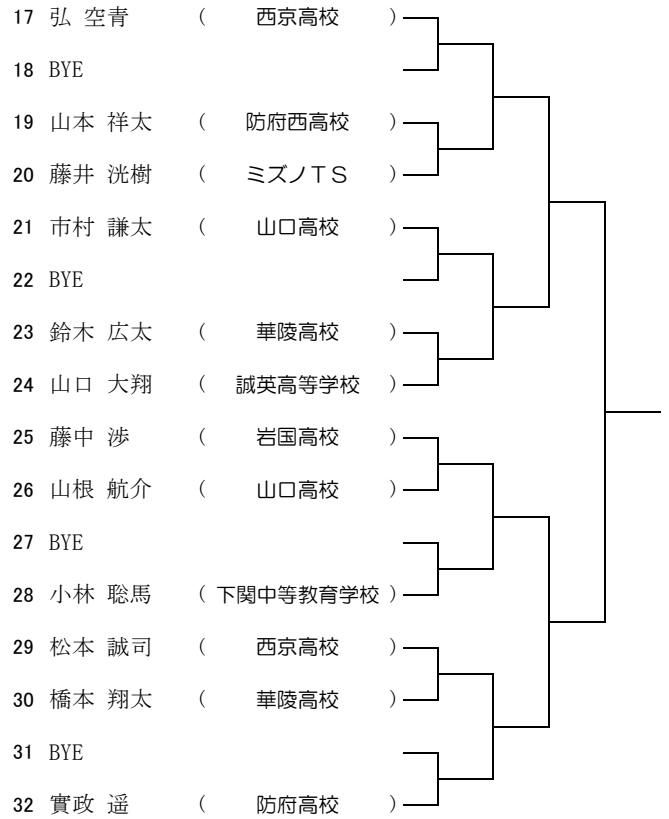 17 弘 空青 ( 西京高校 )
18 BYE
19 山本 祥太 ( 防府西高校 )
20 藤井 洸樹 ( ミズノTS )
21 市村 謙太 ( 山口高校 )
22 BYE
23 鈴木 広太 ( 華陵高校 )
24 山口 大翔 ( 誠英高等学校 )
25 藤中 渉 ( 岩国高校 )
26 山根 航介 ( 山口高校 )
27 BYE
28 小林 聡馬 ( 下関中等教育学校 )
29 松本 誠司 ( 西京高校 )
30 橋本 翔太 ( 華陵高校 )
31 BYE
32 實政 遥 ( 防府高校 )